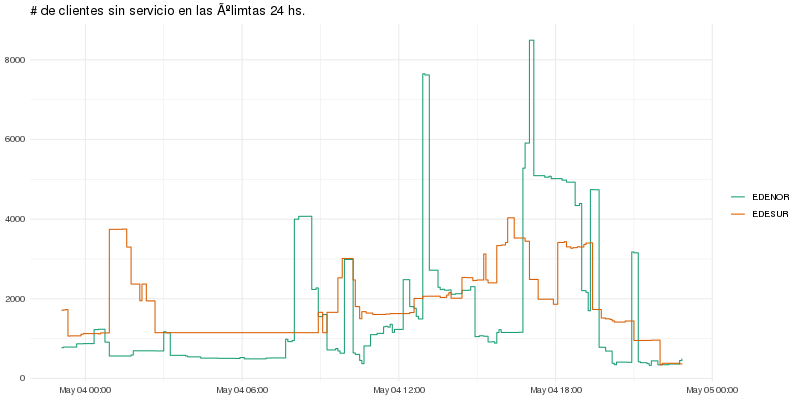 # de clientes sin servicio en las Ãºlimtas 24 hs.
8000
6000
4000
2000
0
May 04 00:00
May 04 06:00
May 04 12:00
May 04 18:00
May 05 00:00
EDENOR
EDESUR